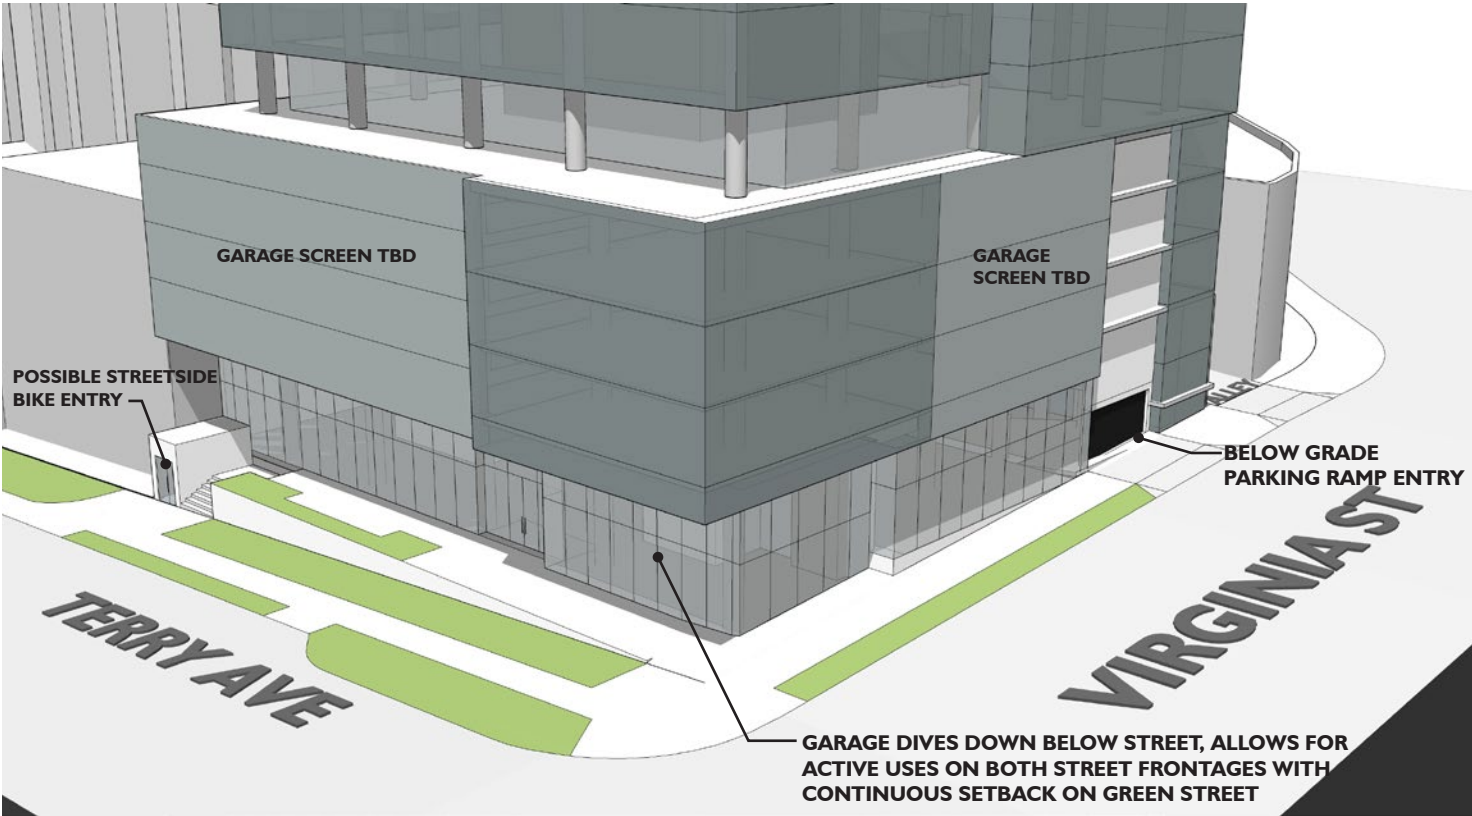 GARAGE SCREEN TBD
GARAGE
SCREEN TBD
POSSIBLE STREETSIDE
BIKE ENTRY
ALLEY
BELOW GRADE
PARKING RAMP ENTRY
VIRGINIA ST
TERRY AVE
GARAGE DIVES DOWN BELOW STREET, ALLOWS FOR
ACTIVE USES ON BOTH STREET FRONTAGES WITH
CONTINUOUS SETBACK ON GREEN STREET